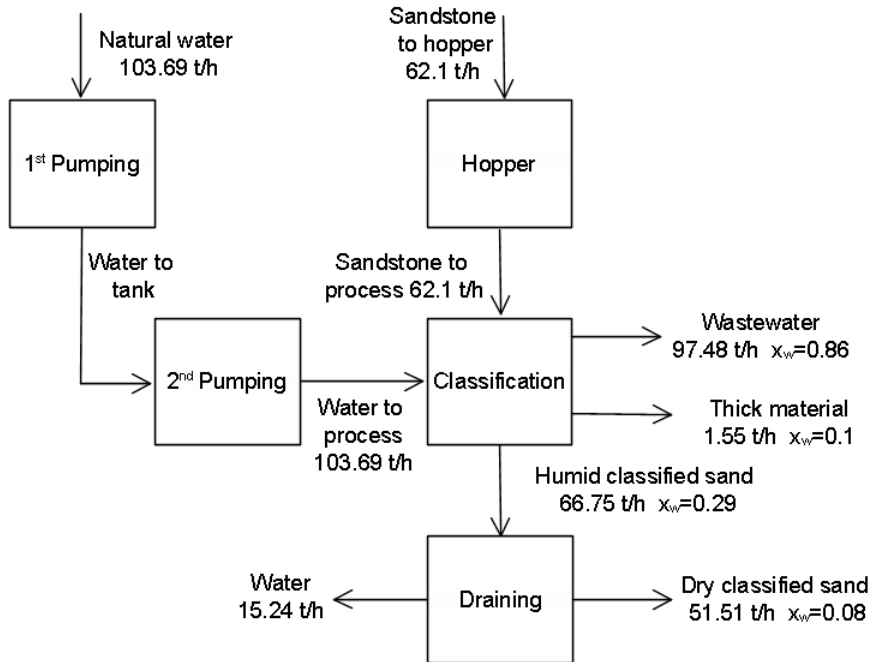 Natural water
103.69 t/h
Sandstone
to hopper
62.1 t/h
1st Pumping
Hopper
Water to
tank
Sandstone to
process 62.1 t/h
2nd Pumping
Water to
process
103.69 t/h
Classification
Wastewater
97.48 t/h xw=0.86
Thick material
1.55 t/h xw=0.1
Humid classified sand
66.75 t/h xw=0.29
Water
15.24 t/h
Draining
Dry classified sand
51.51 t/h xw=0.08